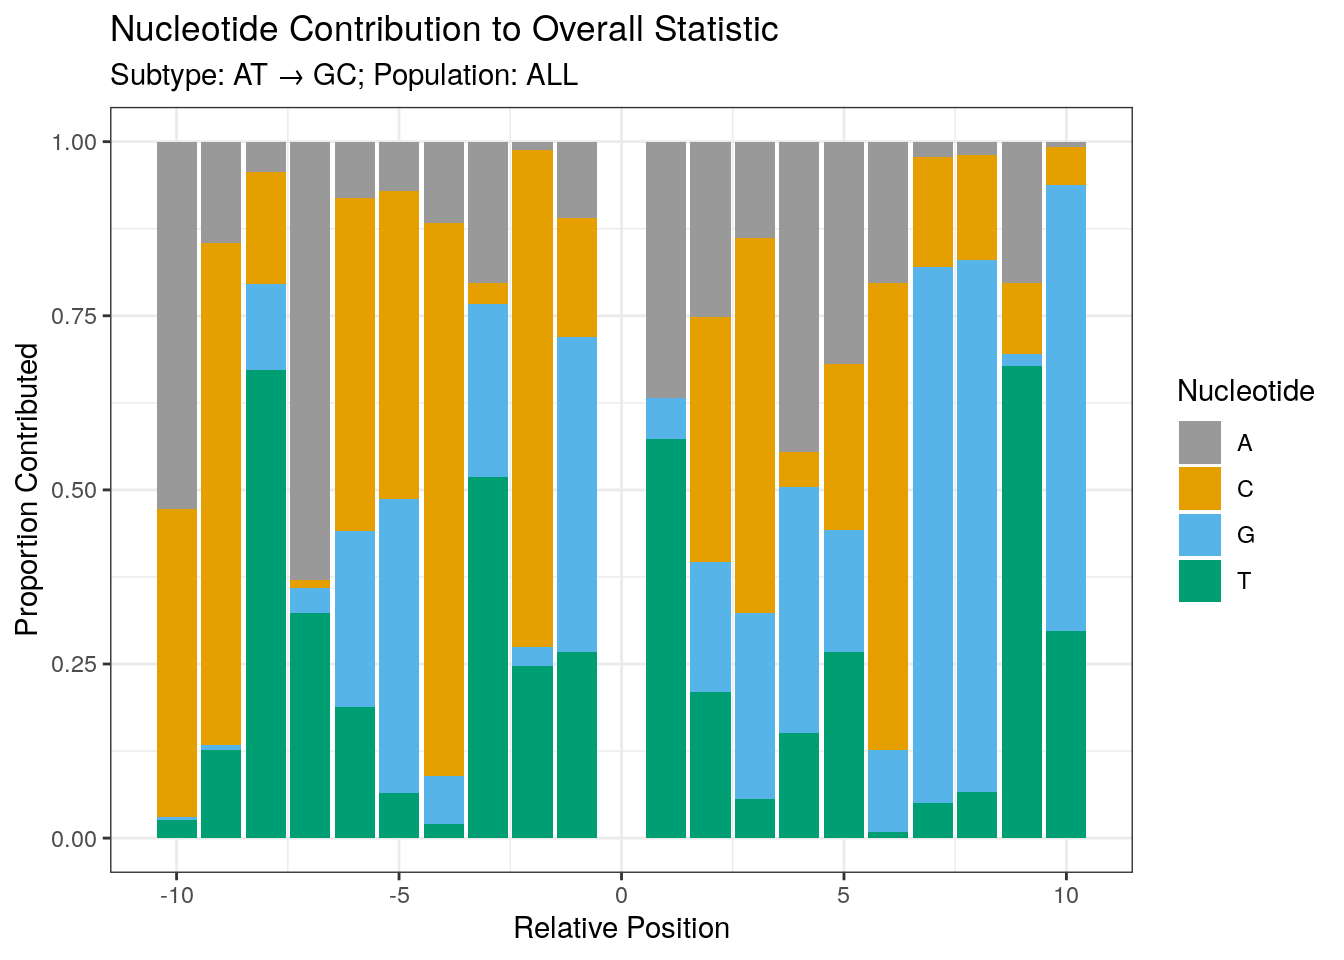 Nucleotide Contribution to Overall Statistic
Subtype: AT → GC; Population: ALL
Proportion Contributed
1.00
0.75
0.50
0.25
0.00
-10
-5
0
5
10
Relative Position
Nucleotide
A
C
G
T